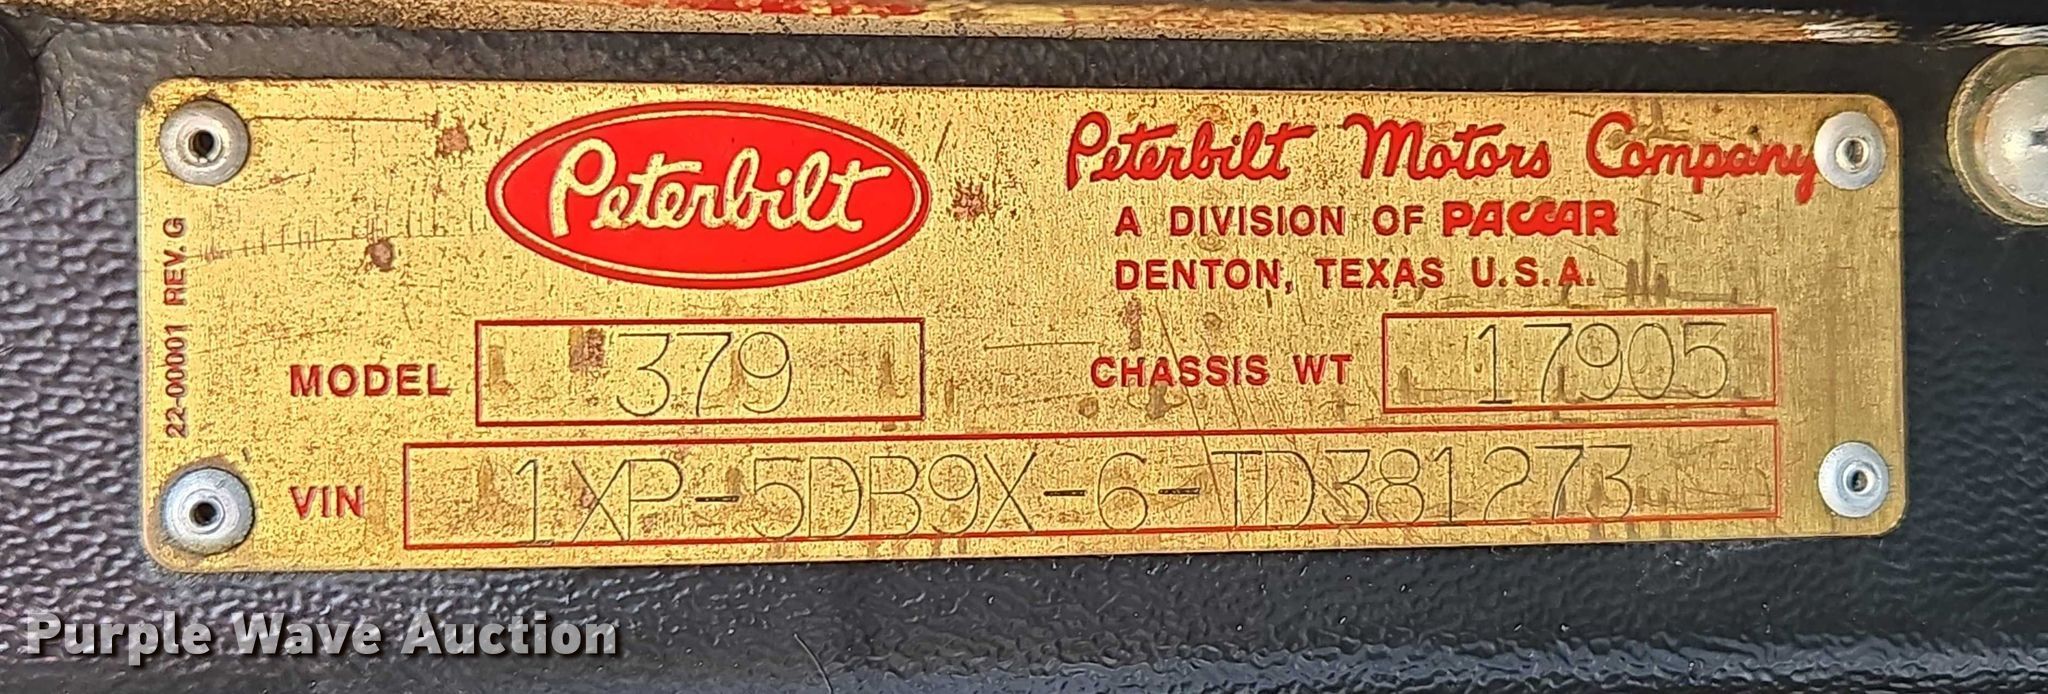 Peterbilt
Peterbilt Motors Company
A DIVISION OF PACCAR
DENTON, TEXAS U.S.A.
22-00001 REV. G
MODEL 379
CHASSIS WT 17905
VIN 1XP-5DB9X-6-TD381273
Purple Wave Auction